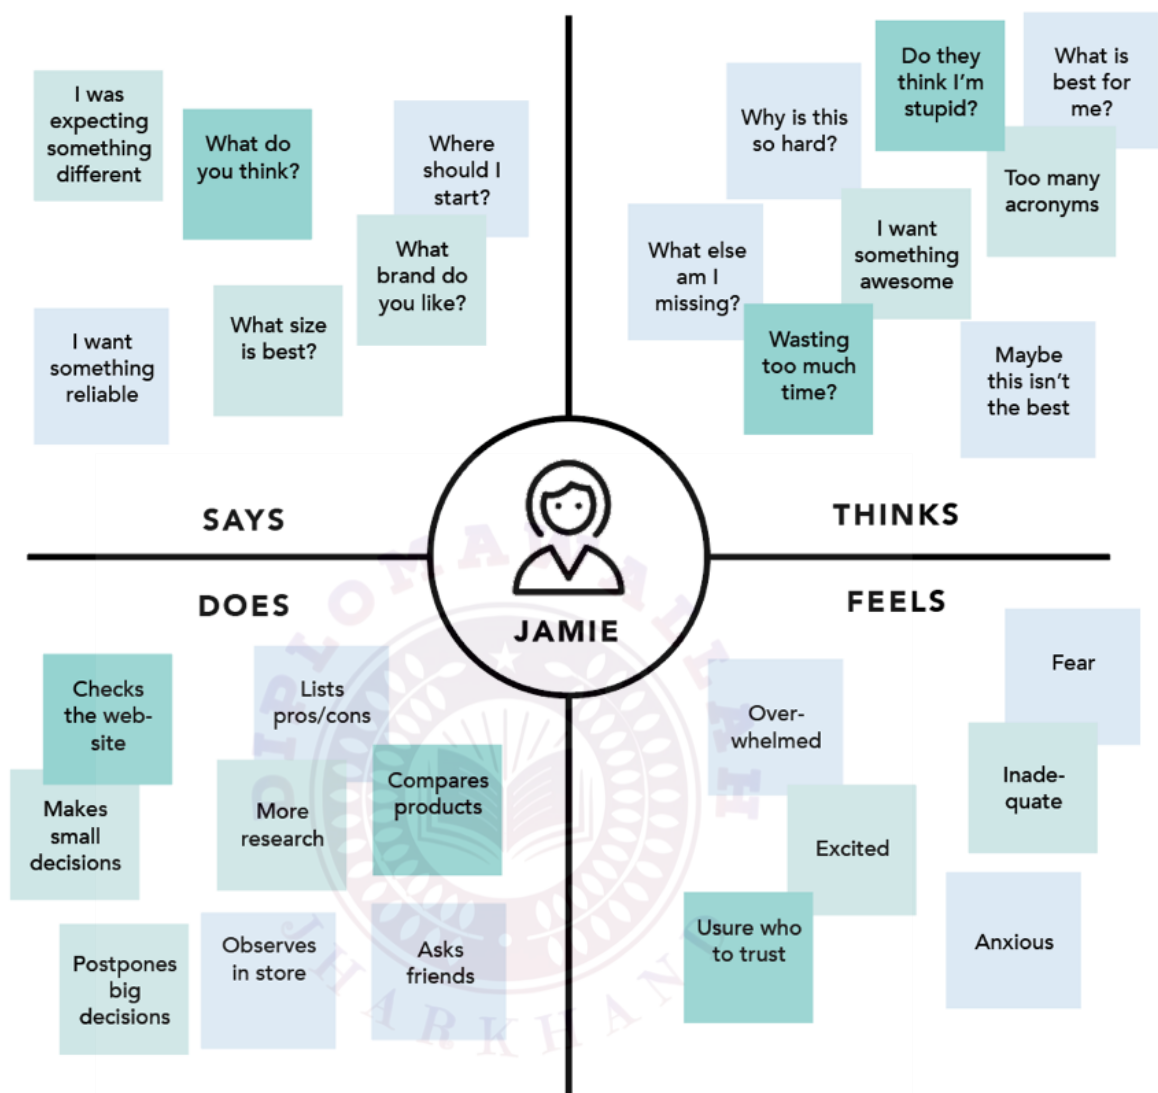 I was
expecting
something
different
What do
you think?
Where
should I
start?
What
brand do
you like?
What size
is best?
I want
something
reliable
SAYS
Do they
think I'm
stupid?
What is
best for
me?
Why is this
so hard?
Too many
acronyms
I want
something
awesome
What else
am I
missing?
Wasting
too much
time?
Maybe
this isn't
the best
THINKS
JAMIE
DOES
Checks
the web-
site
Lists
pros/cons
Makes
small
decisions
More
research
Compares
products
Postpones
big
decisions
Observes
in store
Asks
friends
FEELS
Fear
Over-
whelmed
Inade-
quate
Excited
Usure who
to trust
Anxious
DIPLOMAWALLAH
JHARKHAND